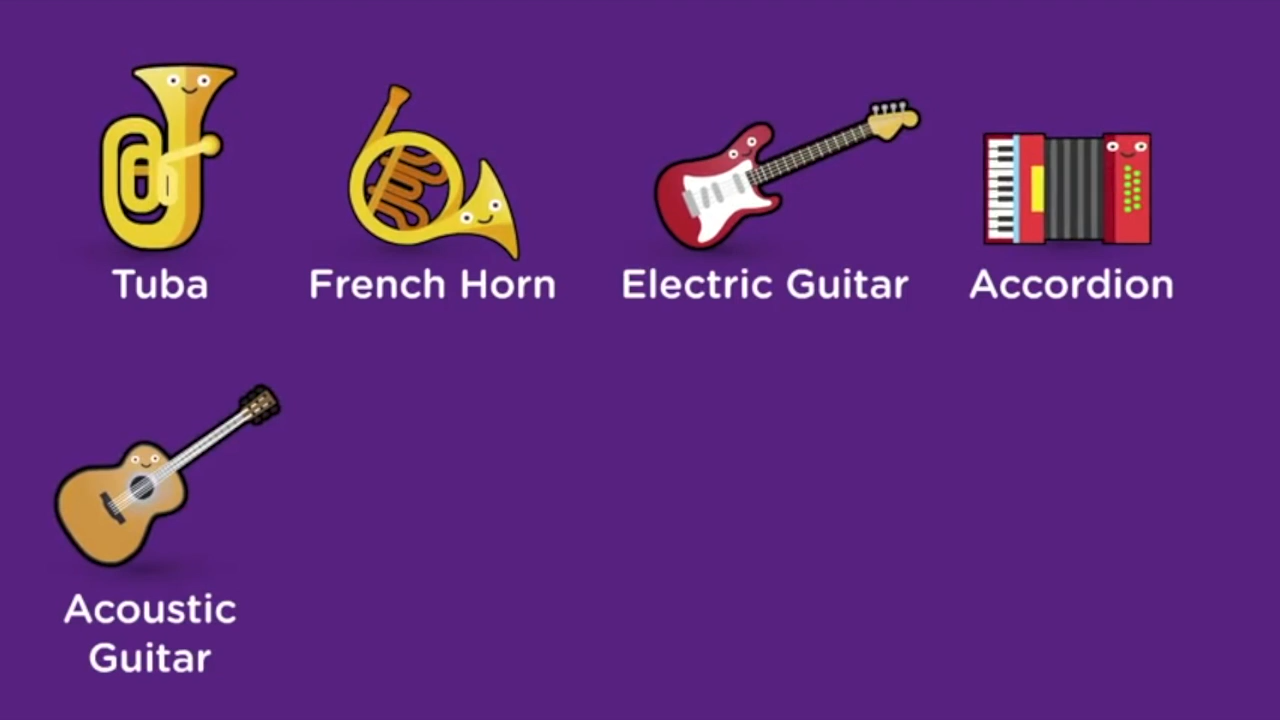 Tuba
French Horn
Electric Guitar
Accordion
Acoustic
Guitar